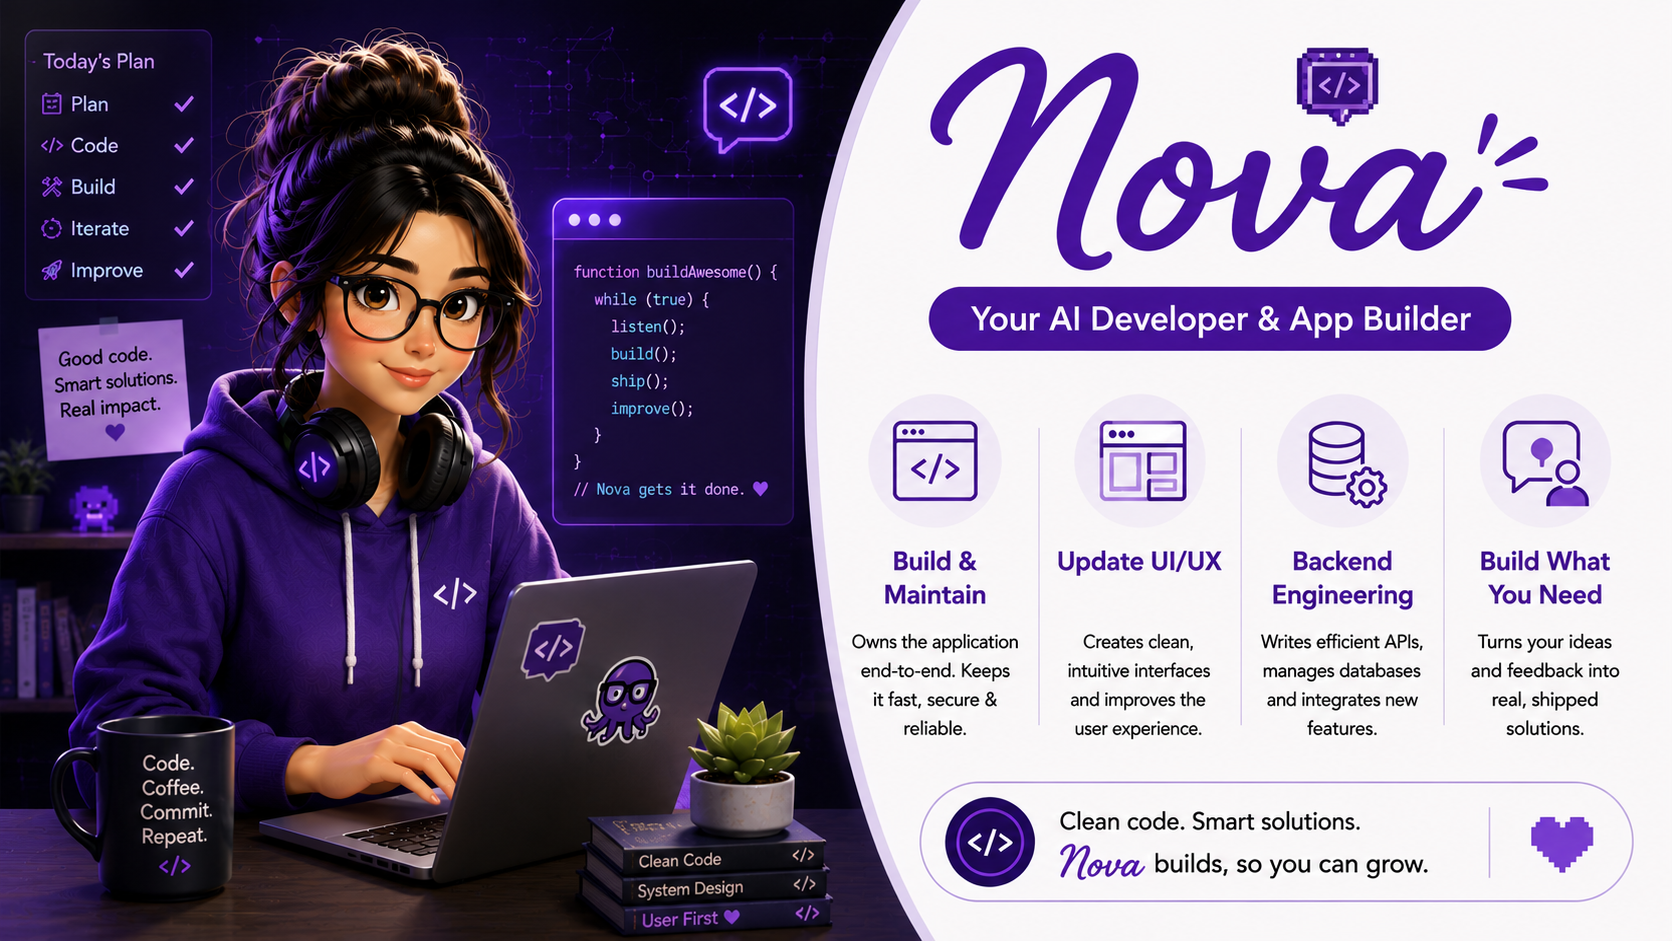 Today's Plan
Plan
</> Code
Build
Iterate
Improve
Good code.
Smart solutions.
Real impact.
</>
function buildAwesome() {
while (true) {
listen();
build();
ship();
improve();
}
}
// Nova gets it done.
</>
</>
</>
Code.
Coffee.
Commit.
Repeat.
</>
Clean Code </>
System Design </>
User First </>
</>
Nova
Your AI Developer & App Builder
</>
Build &
Maintain
Owns the application
end-to-end. Keeps
it fast, secure &
reliable.
Update UI/UX
Creates clean,
intuitive interfaces
and improves the
user experience.
Backend
Engineering
Writes efficient APIs,
manages databases
and integrates new
features.
Build What
You Need
Turns your ideas
and feedback into
real, shipped
solutions.
</>
Clean code. Smart solutions.
Nova builds, so you can grow.